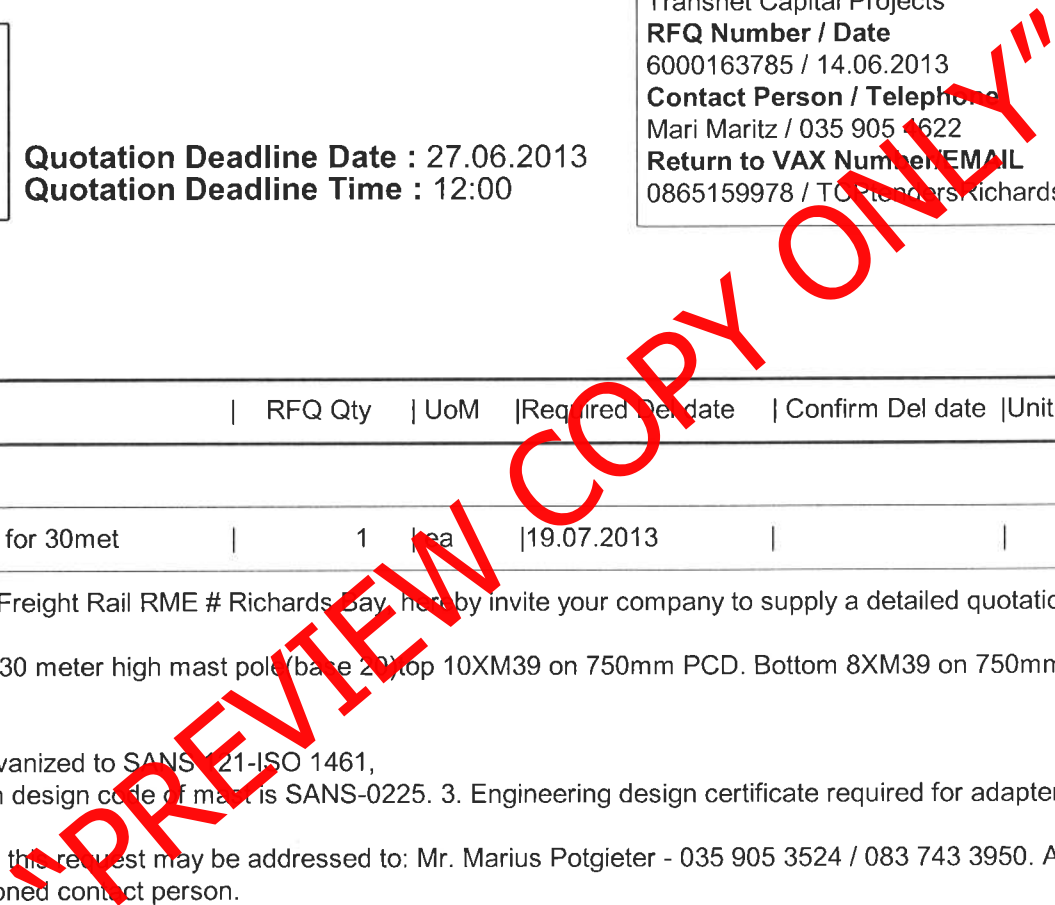 Transnet Capital Projects
RFQ Number / Date
6000163785 / 14.06.2013
Contact Person / Telephone
Mari Maritz / 035 905 4622
Return to VAX Number/EMAIL
0865159978 / TCPtendersRichards
Quotation Deadline Date : 27.06.2013
Quotation Deadline Time : 12:00
| RFQ Qty | UoM |Required Del date | Confirm Del date |Unit
for 30met | 1 | ea |19.07.2013 | |
Freight Rail RME # Richards Bay, hereby invite your company to supply a detailed quotatio
30 meter high mast pole(base 20)top 10XM39 on 750mm PCD. Bottom 8XM39 on 750mm
vanized to SANS 121-ISO 1461,
n design code of mast is SANS-0225. 3. Engineering design certificate required for adapter
this request may be addressed to: Mr. Marius Potgieter - 035 905 3524 / 083 743 3950. A
oned contact person.
"PREVIEW COPY ONLY"